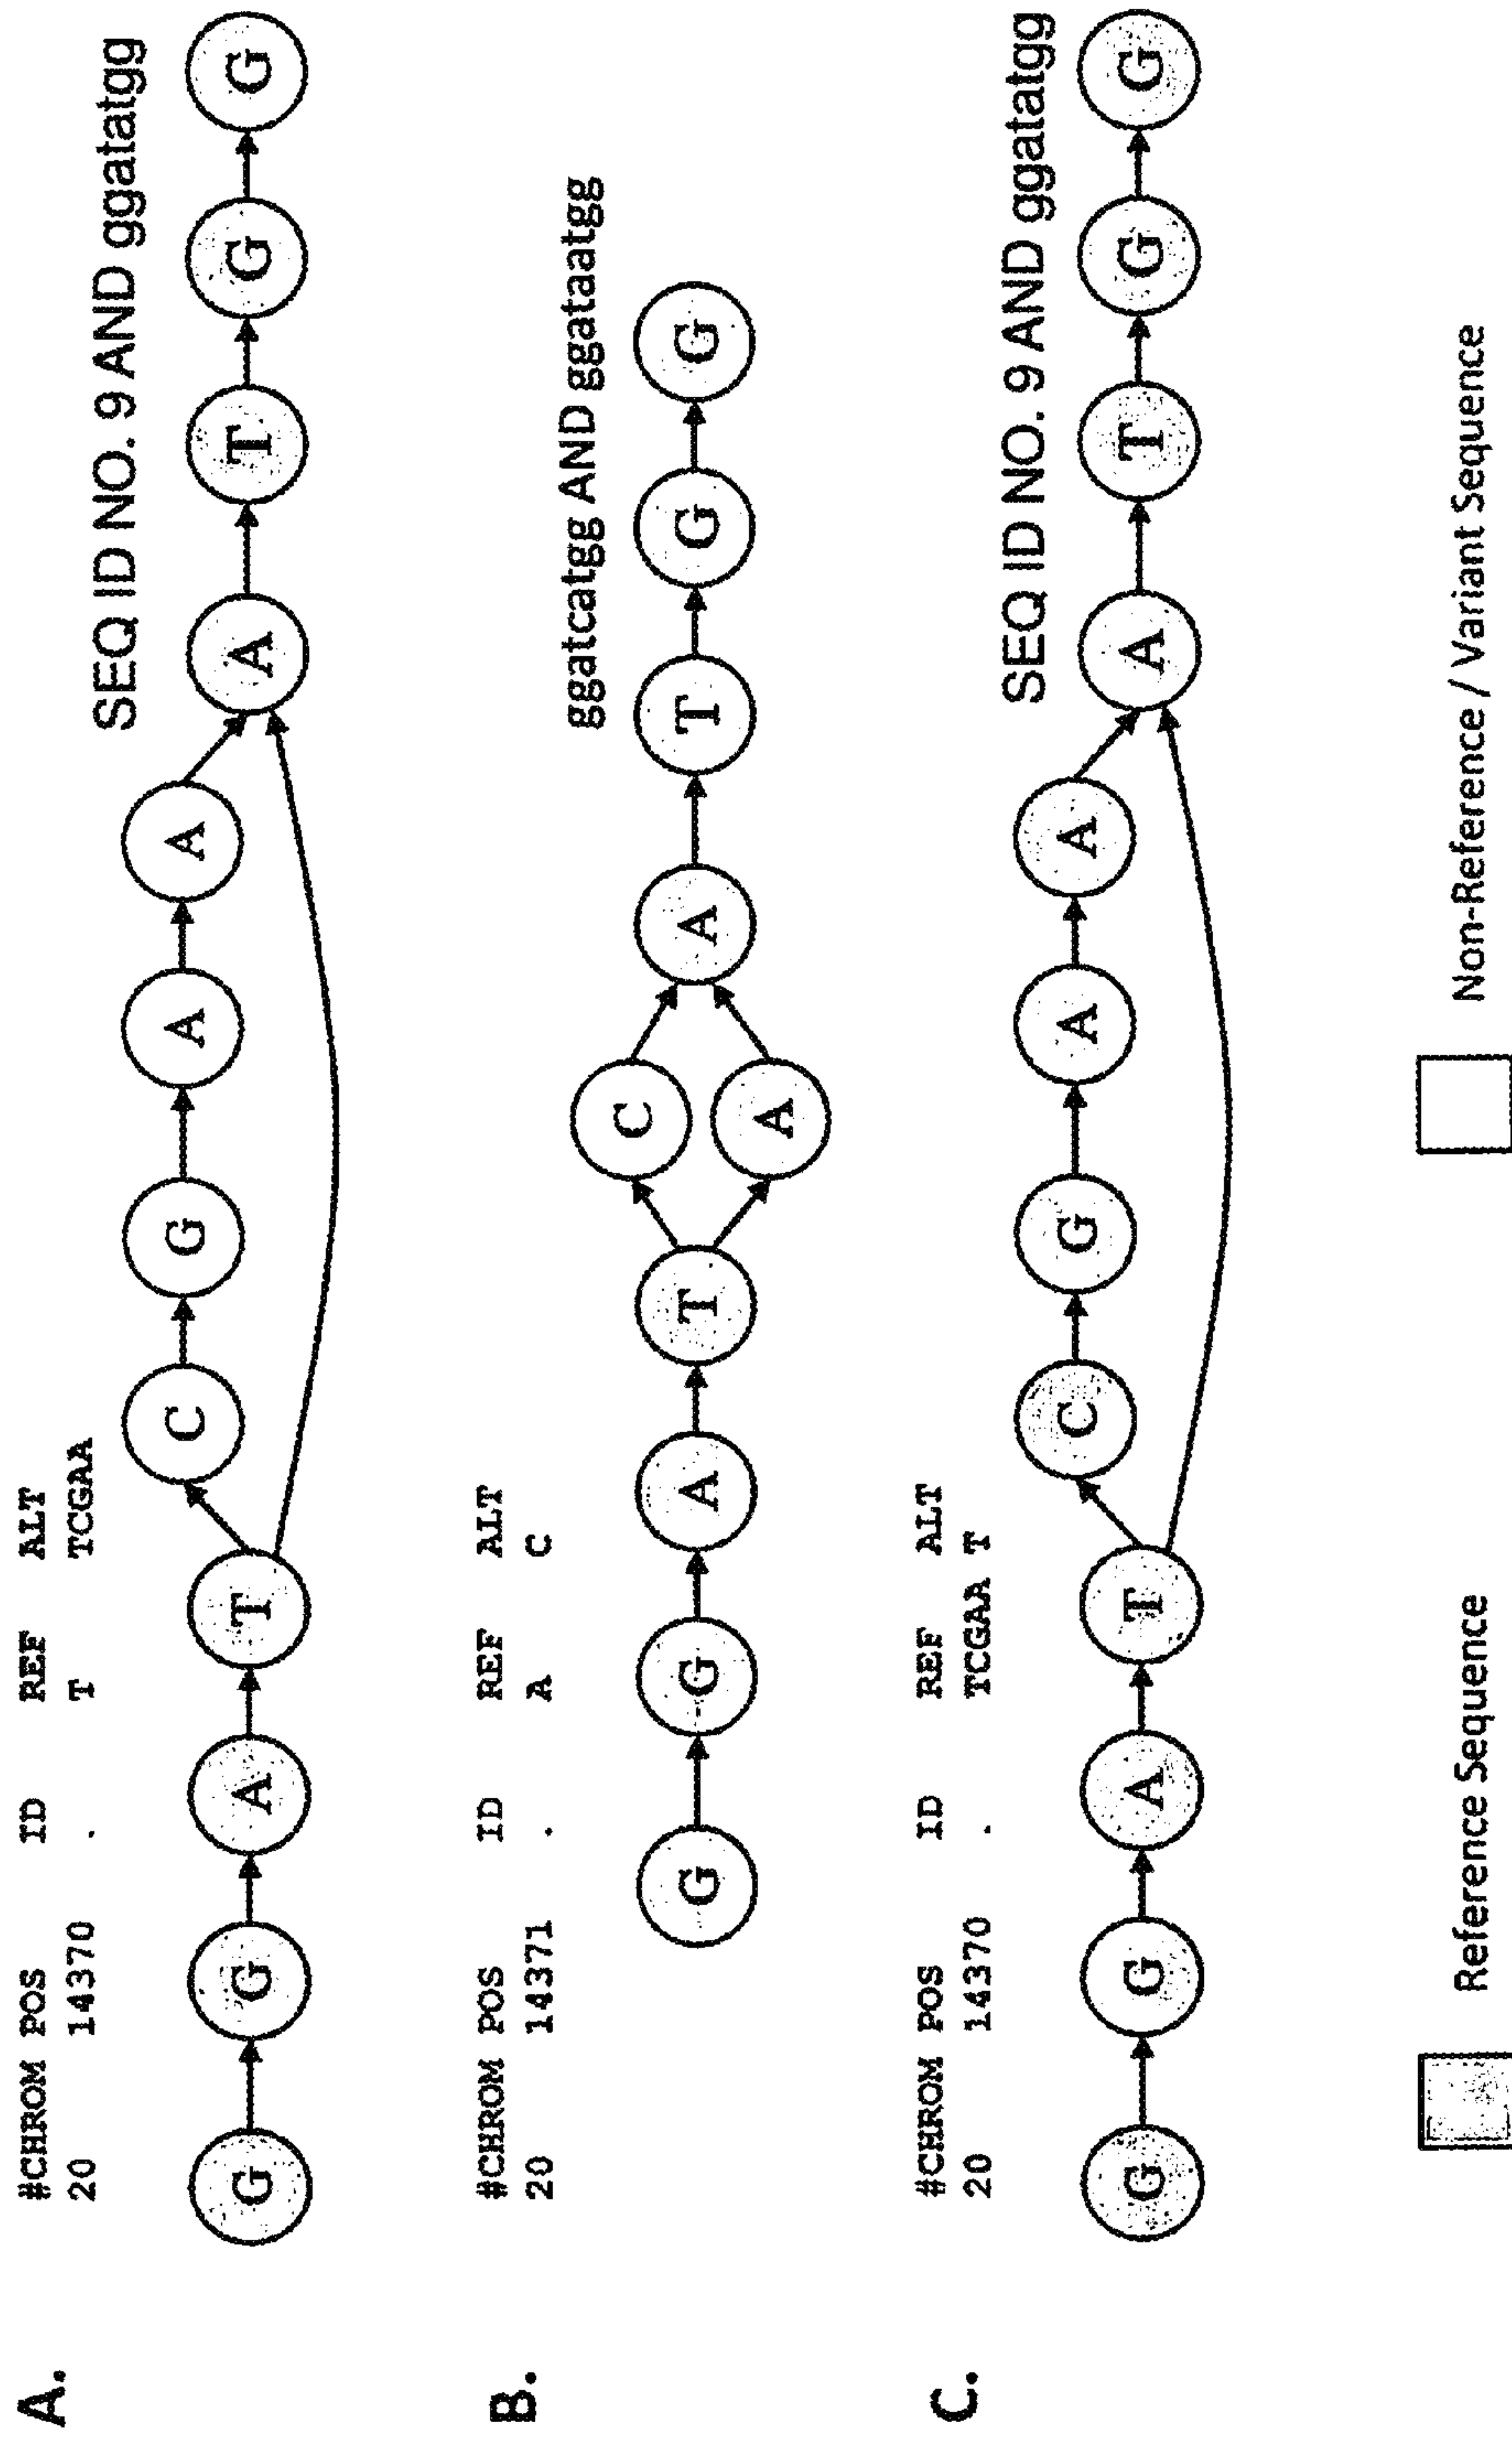 A.
#CHROM POS ID REF ALT
20 14370 . T TCGAA
SEQ ID NO. 9 AND ggatatgg
C G A A
G G A T A T G G
B.
#CHROM POS ID REF ALT
20 14371 . A C
ggatcatgg AND ggataatgg
C
G G A T A T G G
A
C.
#CHROM POS ID REF ALT
20 14370 . TCGAA T
SEQ ID NO. 9 AND ggatatgg
C G A A
G G A T A T G G
Reference Sequence
Non-Reference / Variant Sequence